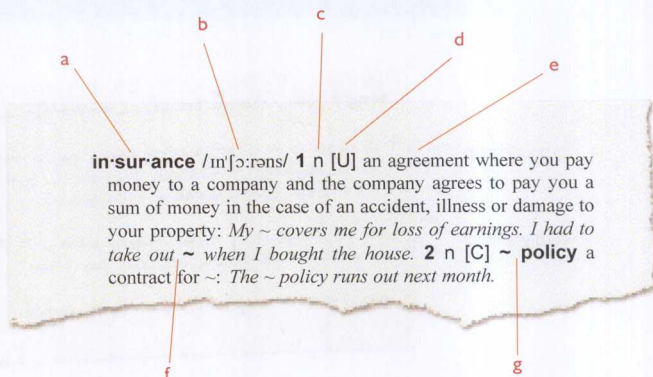 b
c
d
a
e
in·sur·ance /ɪn'ʃɔ:rəns/ 1 n [U] an agreement where you pay
money to a company and the company agrees to pay you a
sum of money in the case of an accident, illness or damage to
your property: My ~ covers me for loss of earnings. I had to
take out ~ when I bought the house. 2 n [C] ~ policy a
contract for ~: The ~ policy runs out next month.
f
g